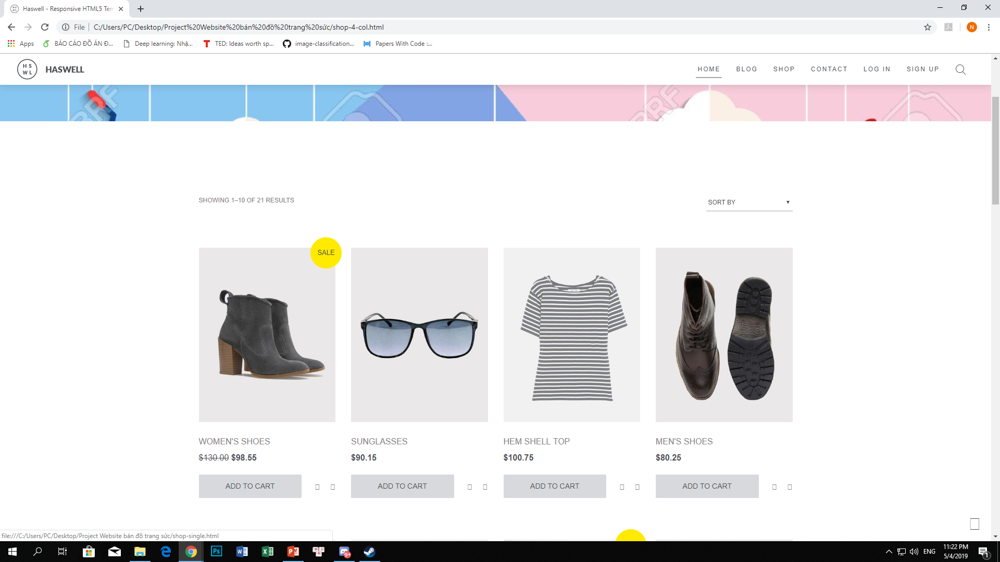 Haswell - Responsive HTML5 Tem
File
C:/Users/PC/Desktop/Project%20Website%20bán%20đồ%20trang%20sức/shop-4-col.html
N
Apps
BÁO CÁO ĐỒ ÁN Đ...
Deep learning: Nhậ...
TED: Ideas worth sp...
image-classification...
Papers With Code :...
H S
W L
HASWELL
HOME
BLOG
SHOP
CONTACT
LOG IN
SIGN UP
SHOWING 1–10 OF 21 RESULTS
SORT BY
SALE
WOMEN'S SHOES
SUNGLASSES
HEM SHELL TOP
MEN'S SHOES
$130.00 $98.55
$90.15
$100.75
$80.25
ADD TO CART
ADD TO CART
ADD TO CART
ADD TO CART
file:///C:/Users/PC/Desktop/Project Website bán đồ trang sức/shop-single.html
Ps
9+
ENG
11:22 PM
5/4/2019
1